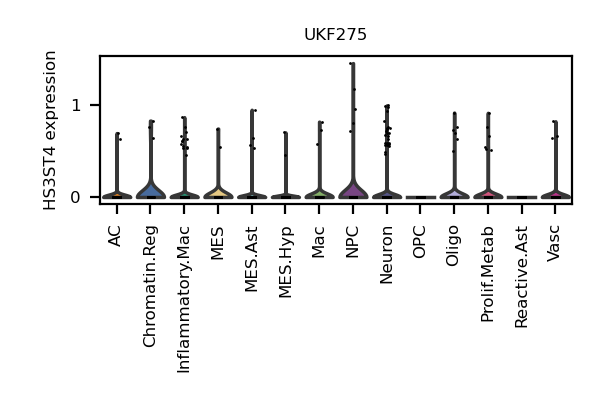 UKF275
HS3ST4 expression
1
0
AC
Chromatin.Reg
Inflammatory.Mac
MES
MES.Ast
MES.Hyp
Mac
NPC
Neuron
OPC
Oligo
Prolif.Metab
Reactive.Ast
Vasc